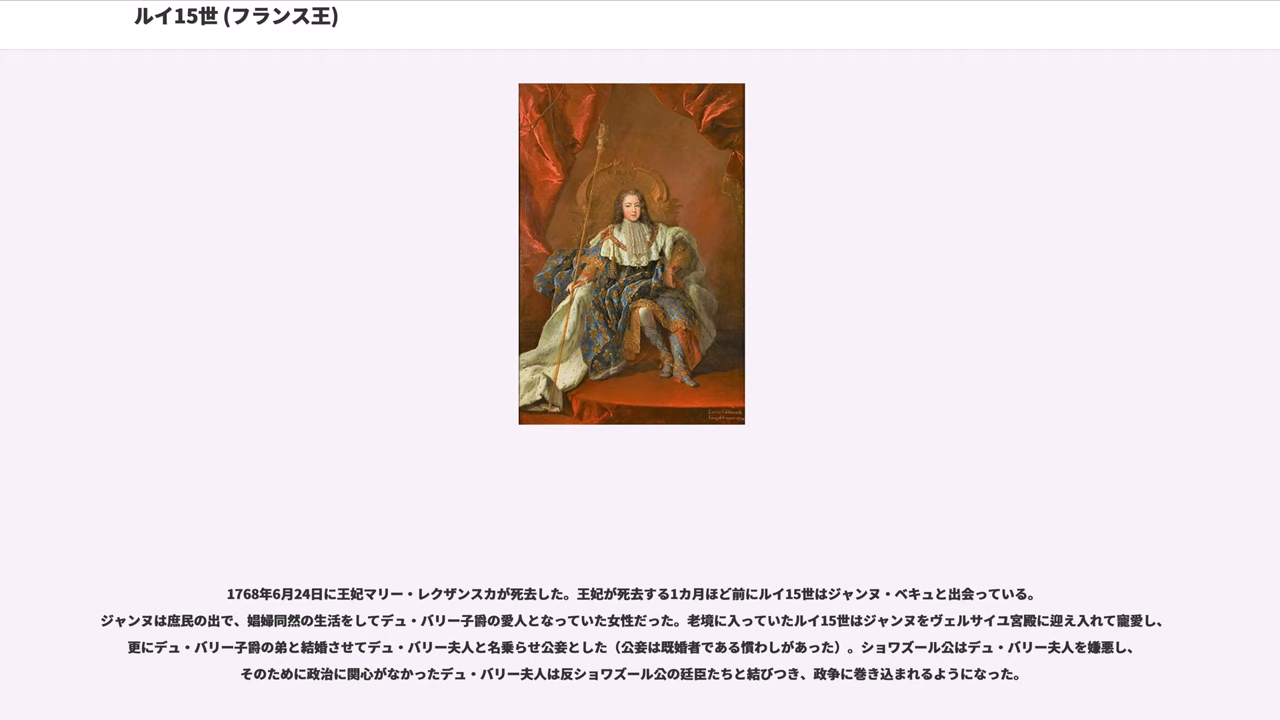 ルイ15世 (フランス王)
1768年6月24日に王妃マリー・レクザンスカが死去した。王妃が死去する1カ月ほど前にルイ15世はジャンヌ・ベキュと出会っている。
ジャンヌは庶民の出で、娼婦同然の生活をしてデュ・バリー子爵の愛人となっていた女性だった。老境に入っていたルイ15世はジャンヌをヴェルサイユ宮殿に迎え入れて寵愛し、
更にデュ・バリー子爵の弟と結婚させてデュ・バリー夫人と名乗らせ公妾とした（公妾は既婚者である慣わしがあった）。ショワズール公はデュ・バリー夫人を嫌悪し、
そのために政治に関心がなかったデュ・バリー夫人は反ショワズール公の廷臣たちと結びつき、政争に巻き込まれるようになった。